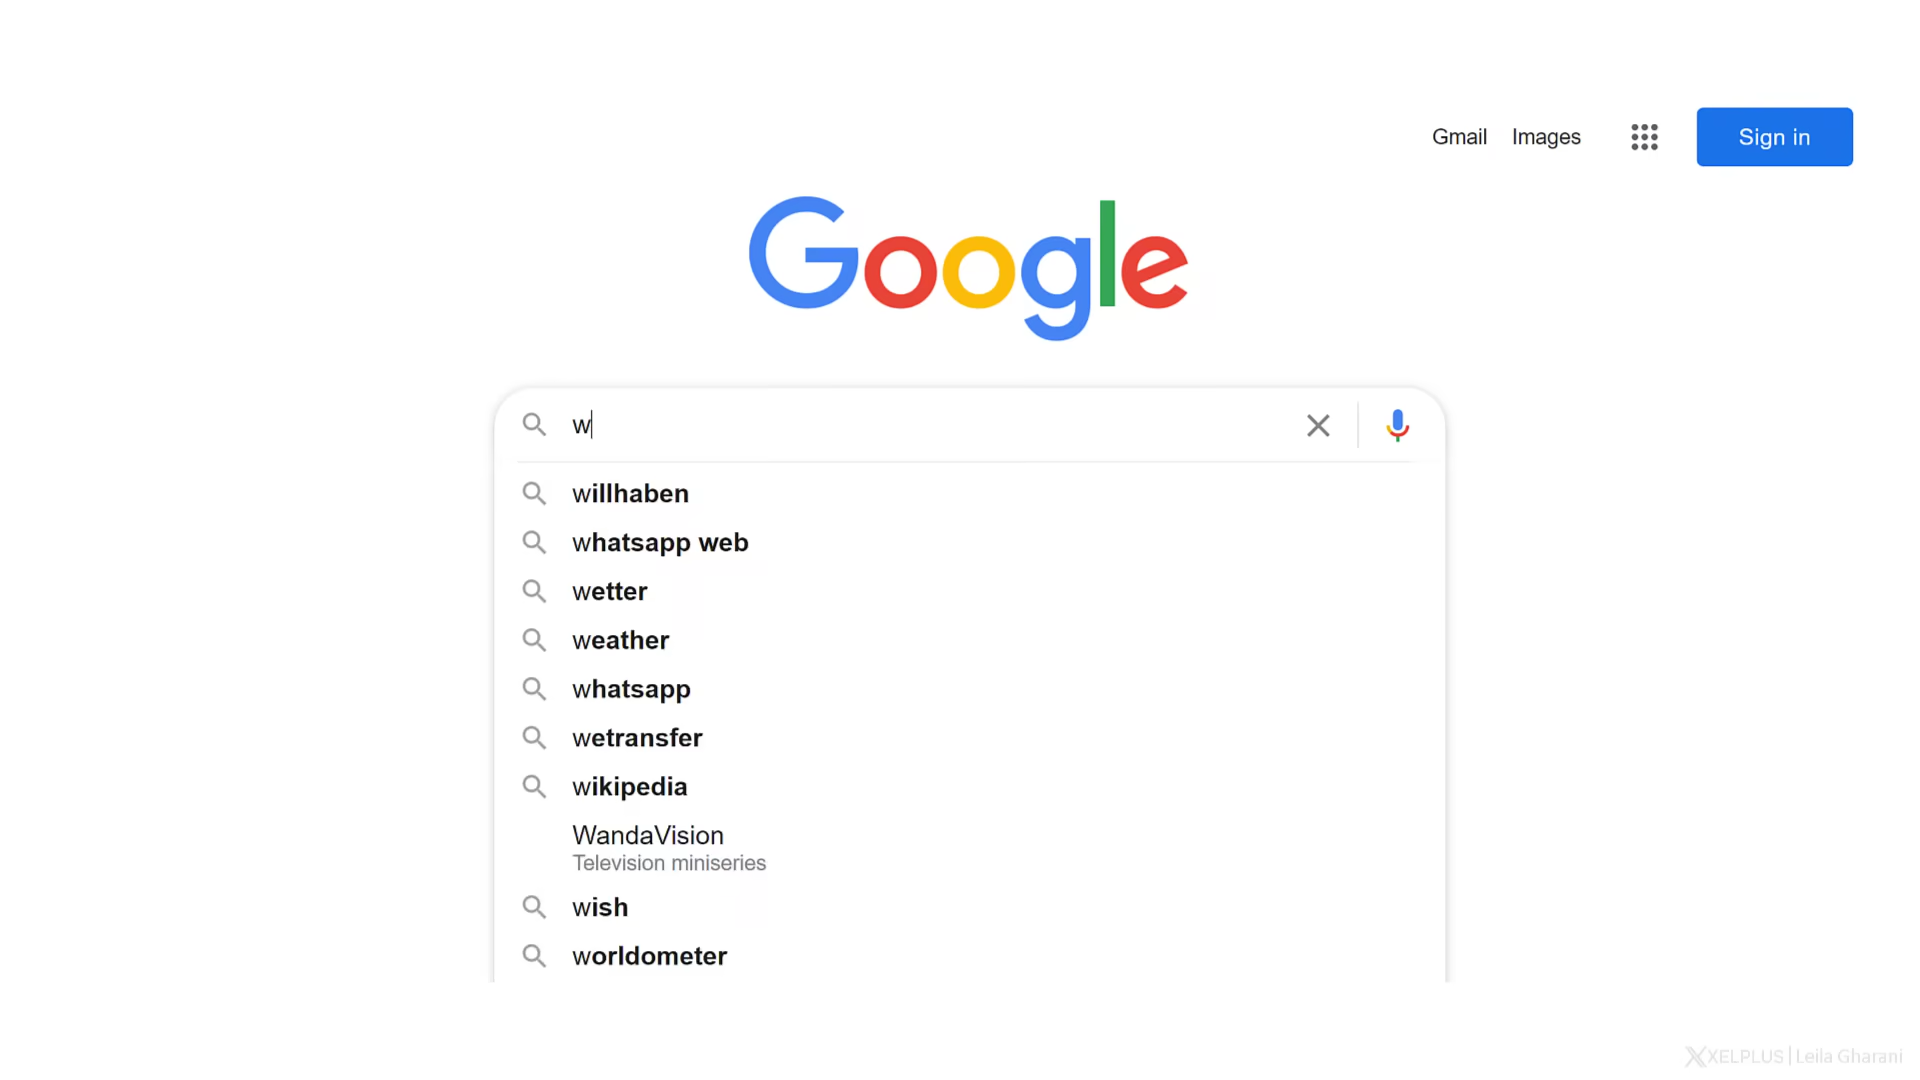 Gmail Images Sign in
Google
w
willhaben
whatsapp web
wetter
weather
whatsapp
wetransfer
wikipedia
WandaVision
Television miniseries
wish
worldometer
XELPLUS | Leila Gharani